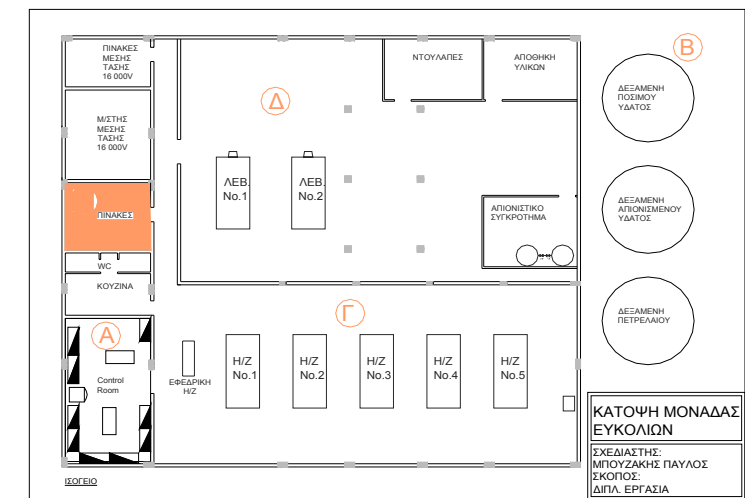 ΠΙΝΑΚΕΣ
ΜΕΣΗΣ
ΤΑΣΗΣ
16 000V
Μ/ΣΤΗΣ
ΜΕΣΗΣ
ΤΑΣΗΣ
16 000V
ΠΙΝΑΚΕΣ
WC
ΚΟΥΖΙΝΑ
Α
Control
Room
ΙΣΟΓΕΙΟ
Δ
ΛΕΒ.
No.1
ΛΕΒ.
No.2
ΝΤΟΥΛΑΠΕΣ
ΑΠΟΘΗΚΗ
ΥΛΙΚΩΝ
ΑΠΙΟΝΙΣΤΙΚΟ
ΣΥΓΚΡΟΤΗΜΑ
Γ
ΕΦΕΔΡΙΚΗ
Η/Ζ
Η/Ζ
No.1
Η/Ζ
No.2
Η/Ζ
No.3
Η/Ζ
No.4
Η/Ζ
No.5
Β
ΔΕΞΑΜΕΝΗ
ΠΟΣΙΜΟΥ
ΥΔΑΤΟΣ
ΔΕΞΑΜΕΝΗ
ΑΠΙΟΝΙΣΜΕΝΟΥ
ΥΔΑΤΟΣ
ΔΕΞΑΜΕΝΗ
ΠΕΤΡΕΛΑΙΟΥ
ΚΑΤΟΨΗ ΜΟΝΑΔΑΣ
ΕΥΚΟΛΙΩΝ
ΣΧΕΔΙΑΣΤΗΣ:
ΜΠΟΥΖΑΚΗΣ ΠΑΥΛΟΣ
ΣΚΟΠΟΣ:
ΔΙΠΛ. ΕΡΓΑΣΙΑ